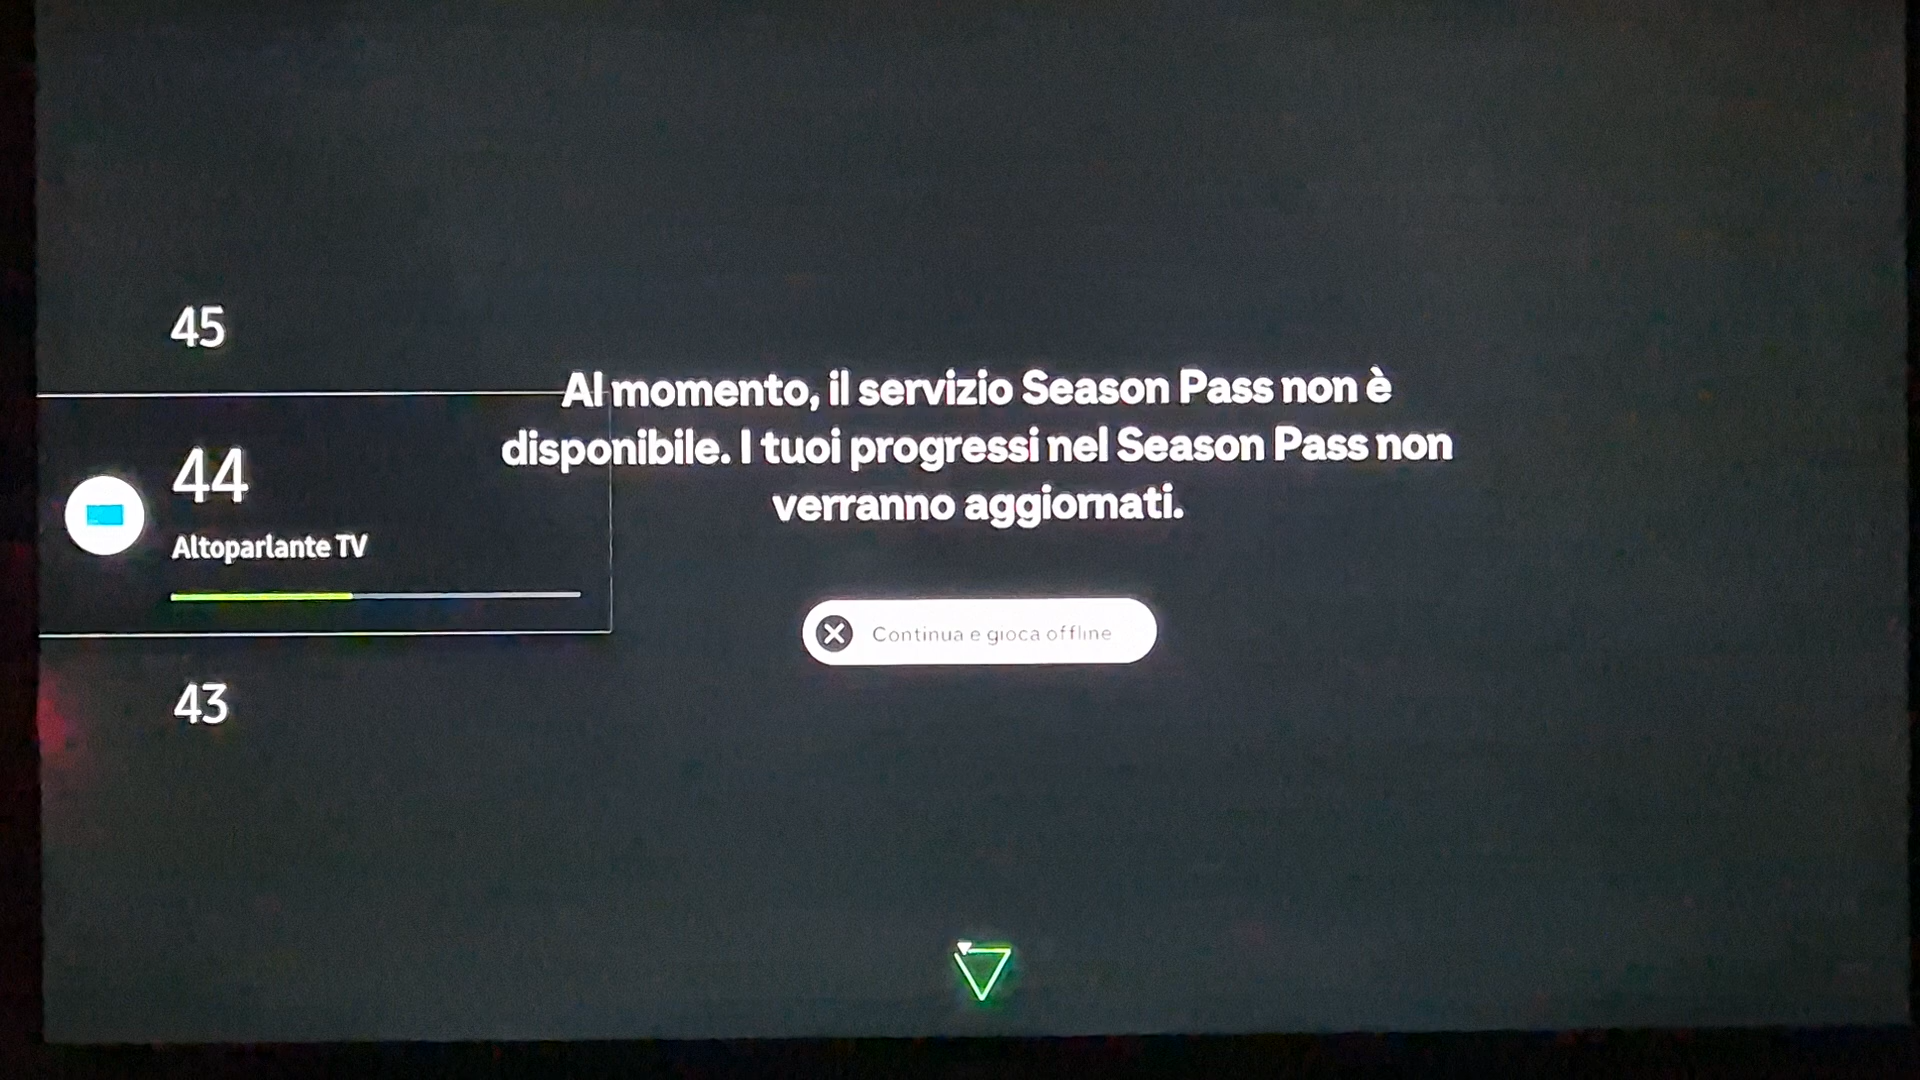 45
44
Altoparlante TV
43
Al momento, il servizio Season Pass non è
disponibile. I tuoi progressi nel Season Pass non
verranno aggiornati.
Continua e gioca offline